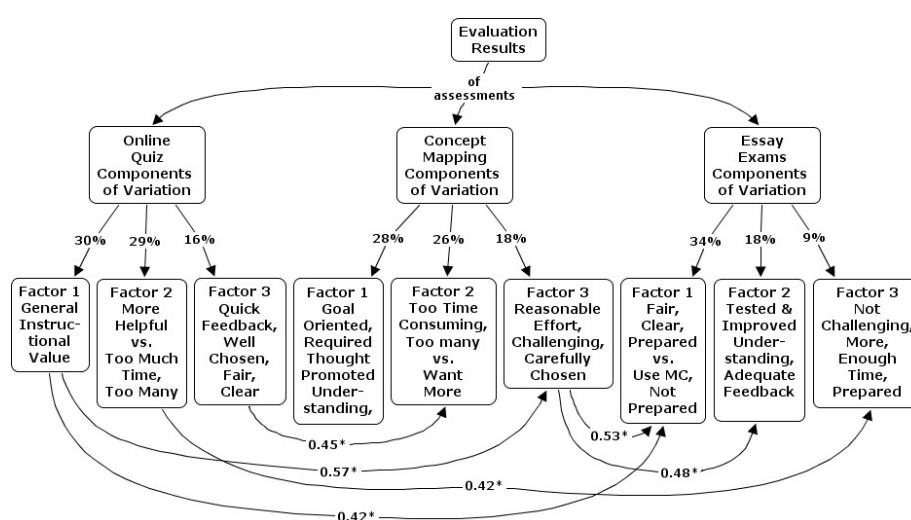 Evaluation
Results
of
assessments
Online
Quiz
Components
of Variation
Concept
Mapping
Components
of Variation
Essay
Exams
Components
of Variation
30%
29%
16%
28%
26%
18%
34%
18%
9%
Factor 1
General
Instruc-
tional
Value
Factor 2
More
Helpful
vs.
Too Much
Time,
Too Many
Factor 3
Quick
Feedback,
Well
Chosen,
Fair,
Clear
Factor 1
Goal
Oriented,
Required
Thought
Promoted
Under-
standing,
Factor 2
Too Time
Consuming,
Too many
vs.
Want
More
Factor 3
Reasonable
Effort,
Challenging,
Carefully
Chosen
Factor 1
Fair,
Clear,
Prepared
vs.
Use MC,
Not
Prepared
Factor 2
Tested &
Improved
Under-
standing,
Adequate
Feedback
Factor 3
Not
Challenging,
More,
Enough
Time,
Prepared
0.45*
0.53*
0.57*
0.48*
0.42*
0.42*